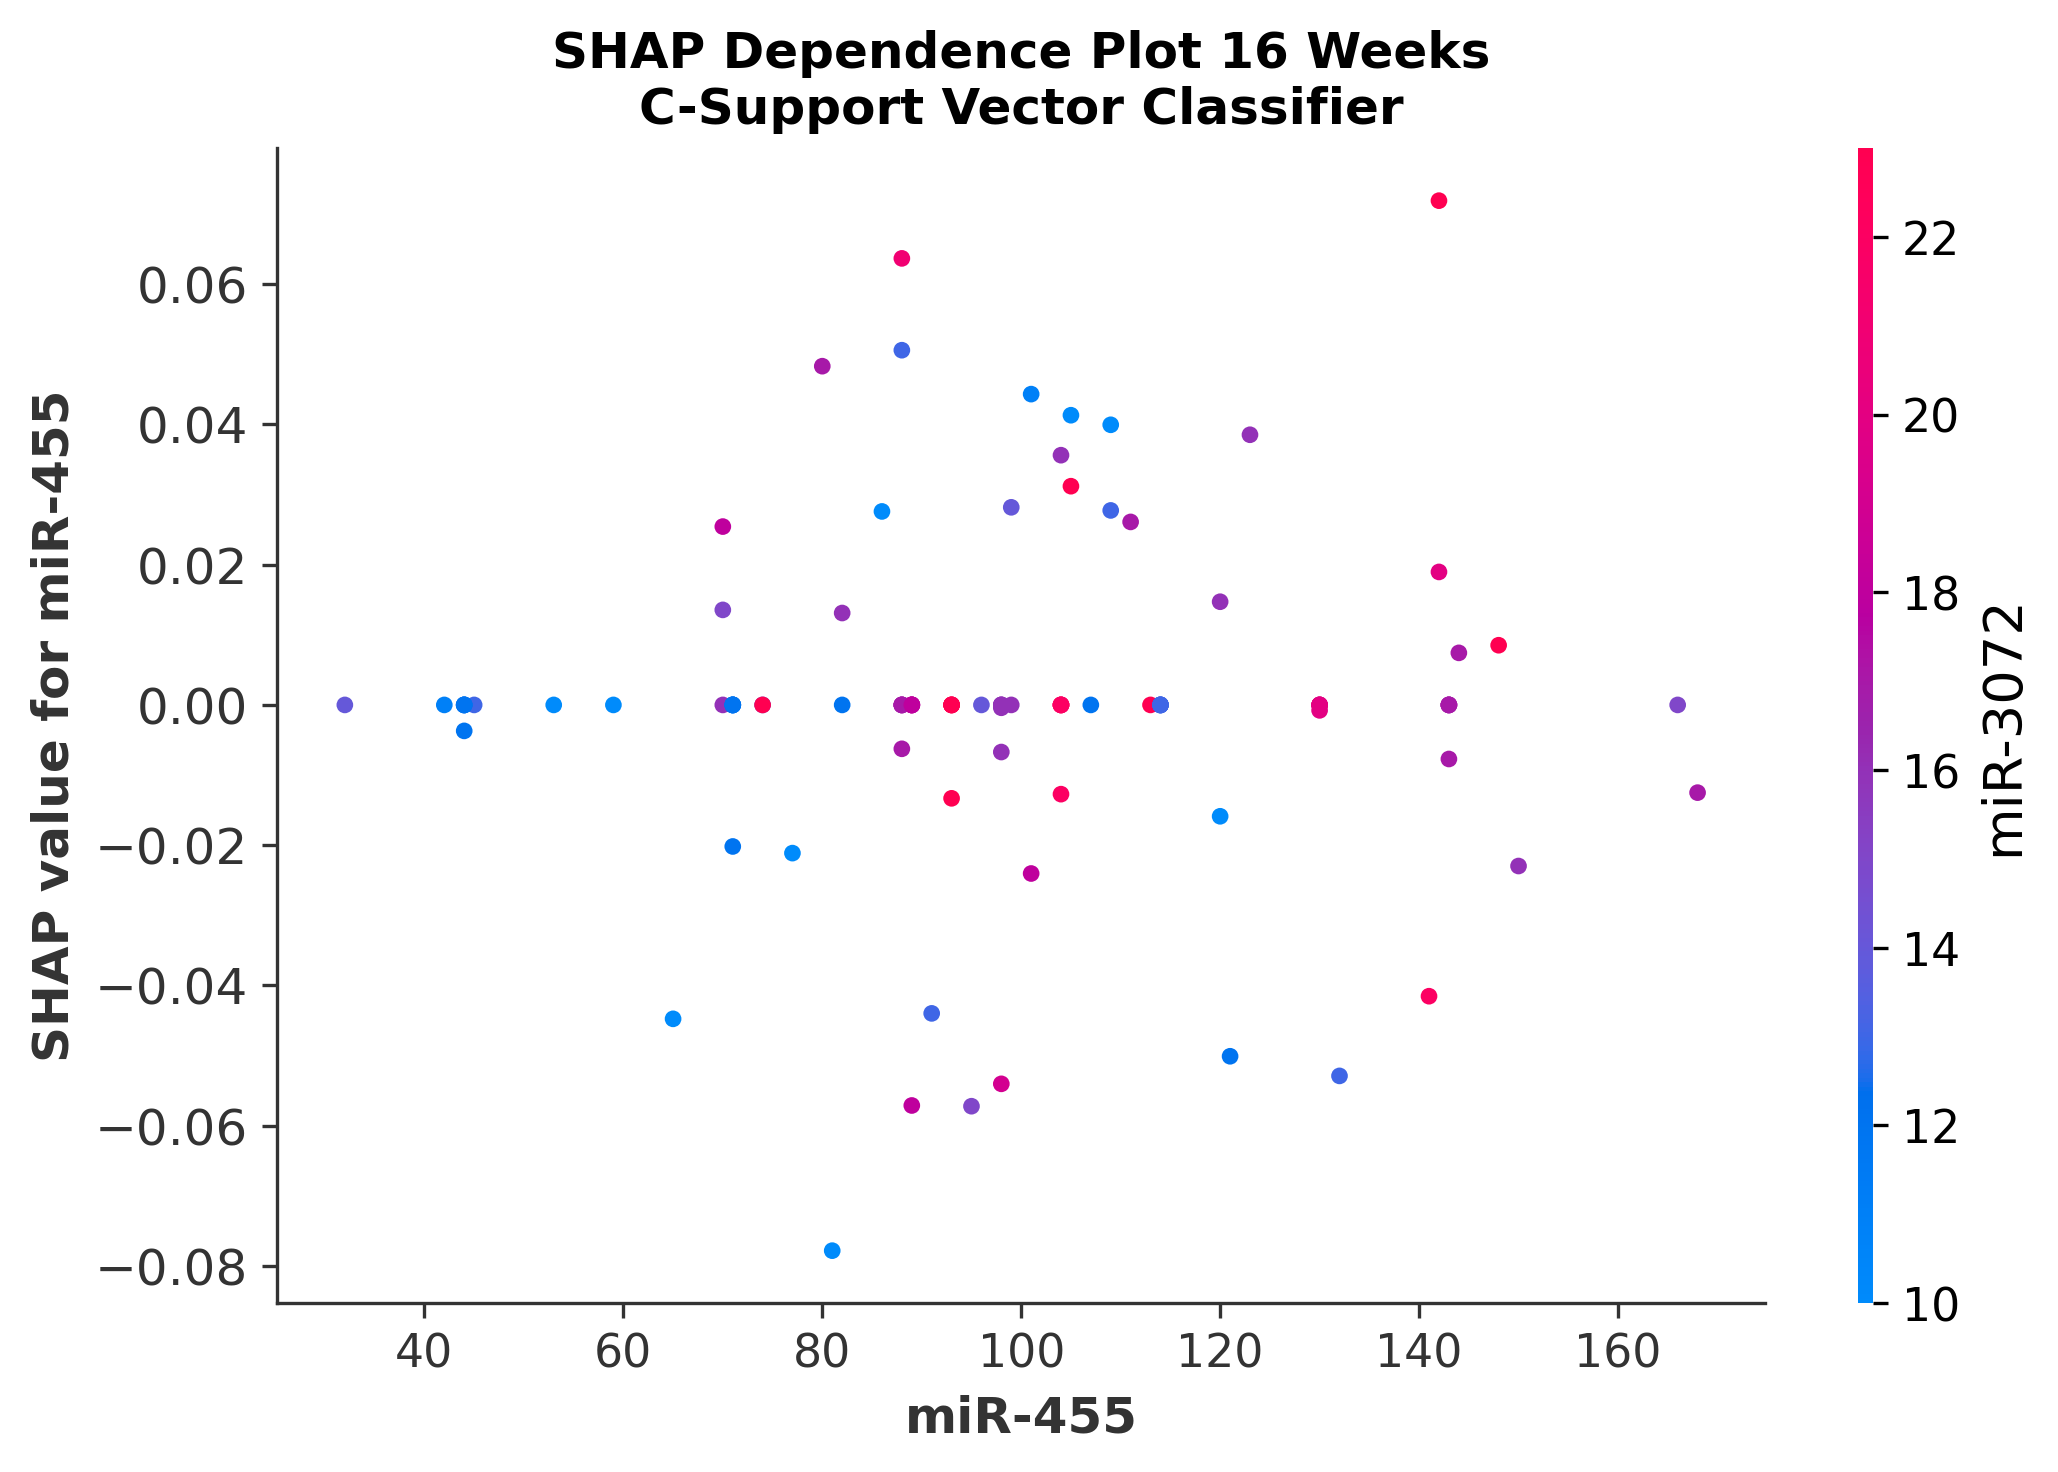 SHAP Dependence Plot 16 Weeks
C-Support Vector Classifier
SHAP value for miR-455
0.06
0.04
0.02
0.00
−0.02
−0.04
−0.06
−0.08
40 60 80 100 120 140 160
miR-455
22
20
18
16
14
12
10
miR-3072